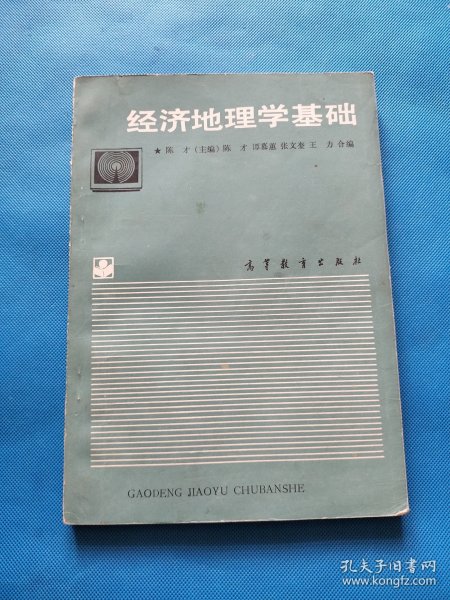 经济地理学基础
★ 陈 才（主编）陈 才 谭慕蕙 张文奎 王 力 合编
高等教育出版社
GAODENG JIAOYU CHUBANSHE
孔夫子旧书网
www.kongfz.com